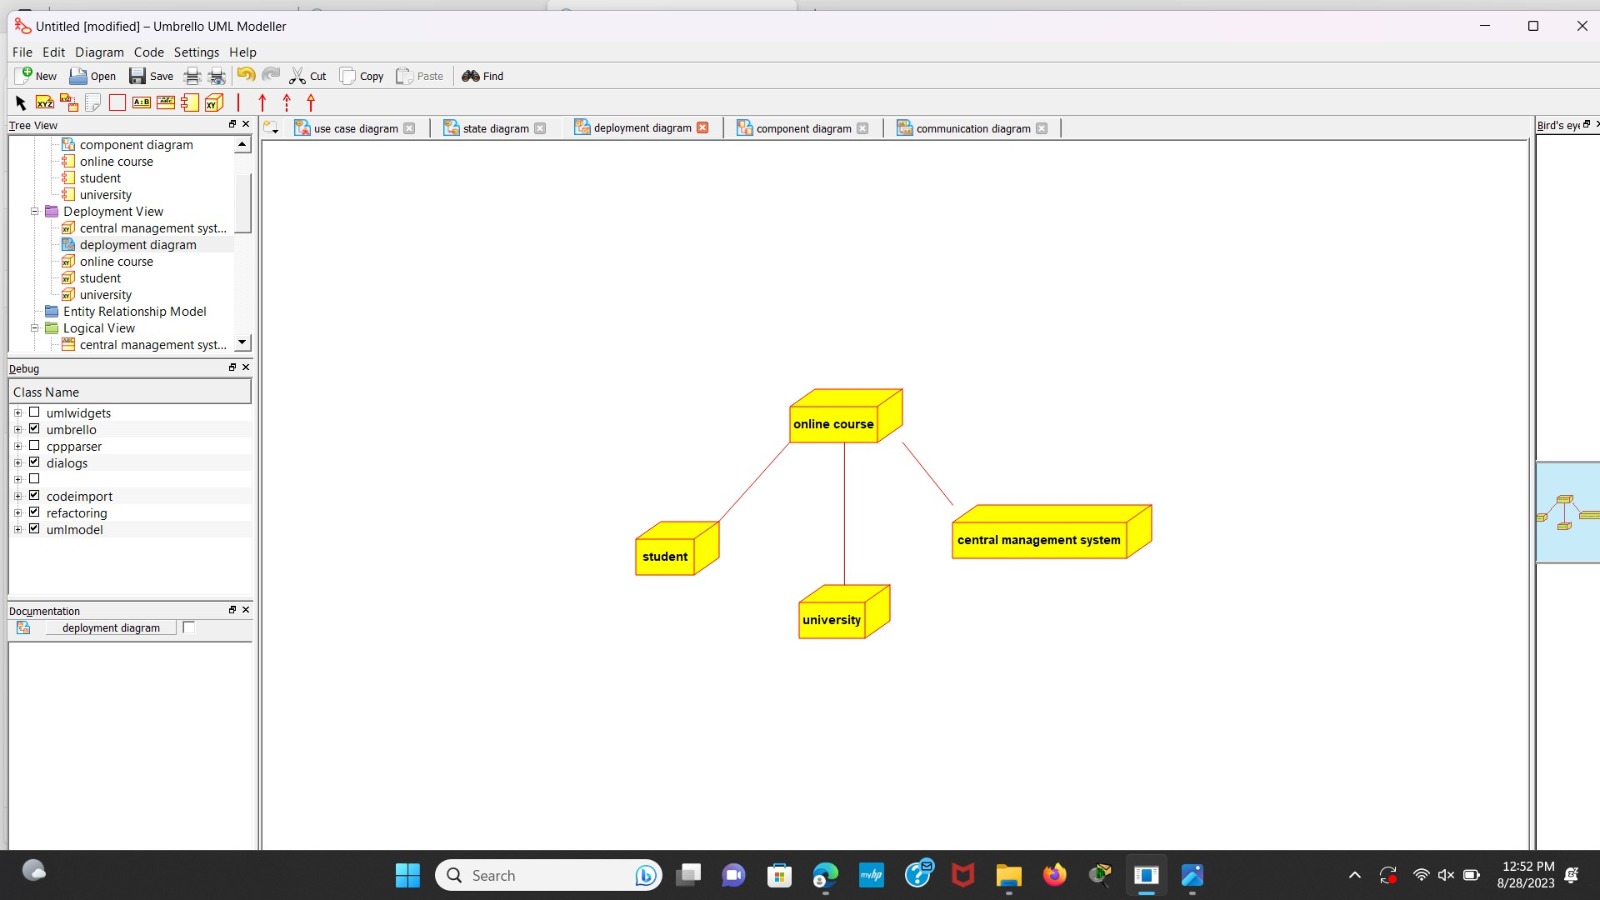 Untitled [modified] – Umbrello UML Modeller
File Edit Diagram Code Settings Help
New Open Save Cut Copy Paste Find
Tree View
component diagram
online course
student
university
Deployment View
central management syst...
deployment diagram
online course
student
university
Entity Relationship Model
Logical View
central management syst...
Debug
Class Name
umlwidgets
umbrello
cppparser
dialogs
codeimport
refactoring
umlmodel
Documentation
deployment diagram
use case diagram state diagram deployment diagram component diagram communication diagram
Bird's eye
online course
student
central management system
university
Search
myhp
12:52 PM
8/28/2023